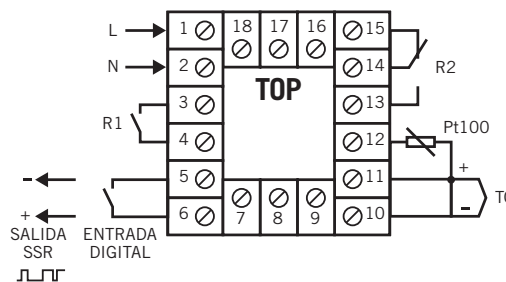 L 1 18 17 16 15
N 2 TOP 14 R2
3 13
R1 4 12 Pt100
- 5 11 +
+ 6 7 8 9 10 -
SALIDA ENTRADA
SSR DIGITAL